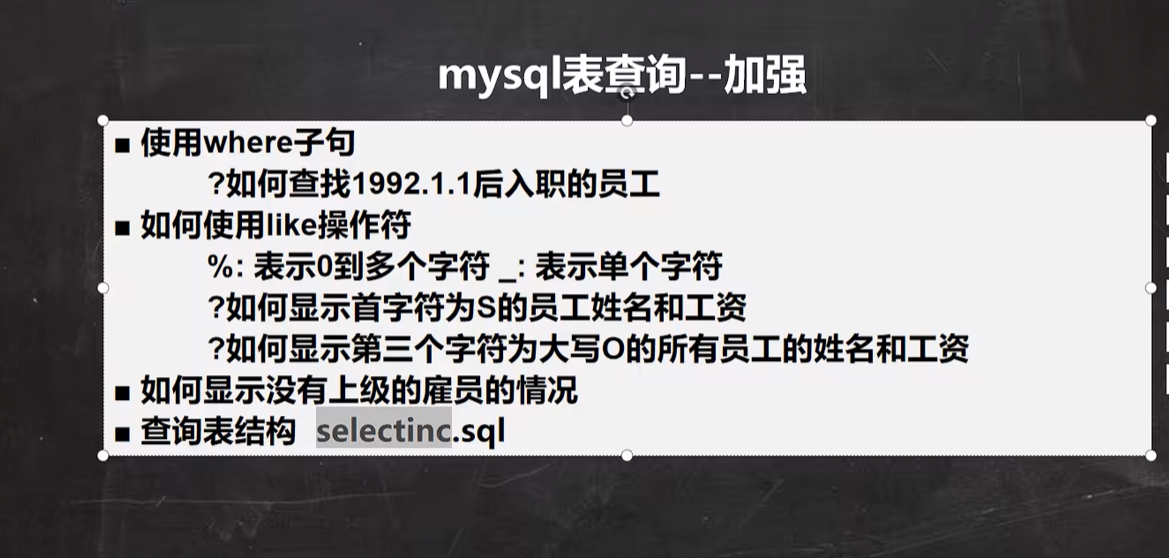 mysql表查询--加强
■ 使用where子句
?如何查找1992.1.1后入职的员工
■ 如何使用like操作符
%: 表示0到多个字符 _: 表示单个字符
?如何显示首字符为S的员工姓名和工资
?如何显示第三个字符为大写O的所有员工的姓名和工资
■ 如何显示没有上级的雇员的情况
■ 查询表结构 selectinc.sql